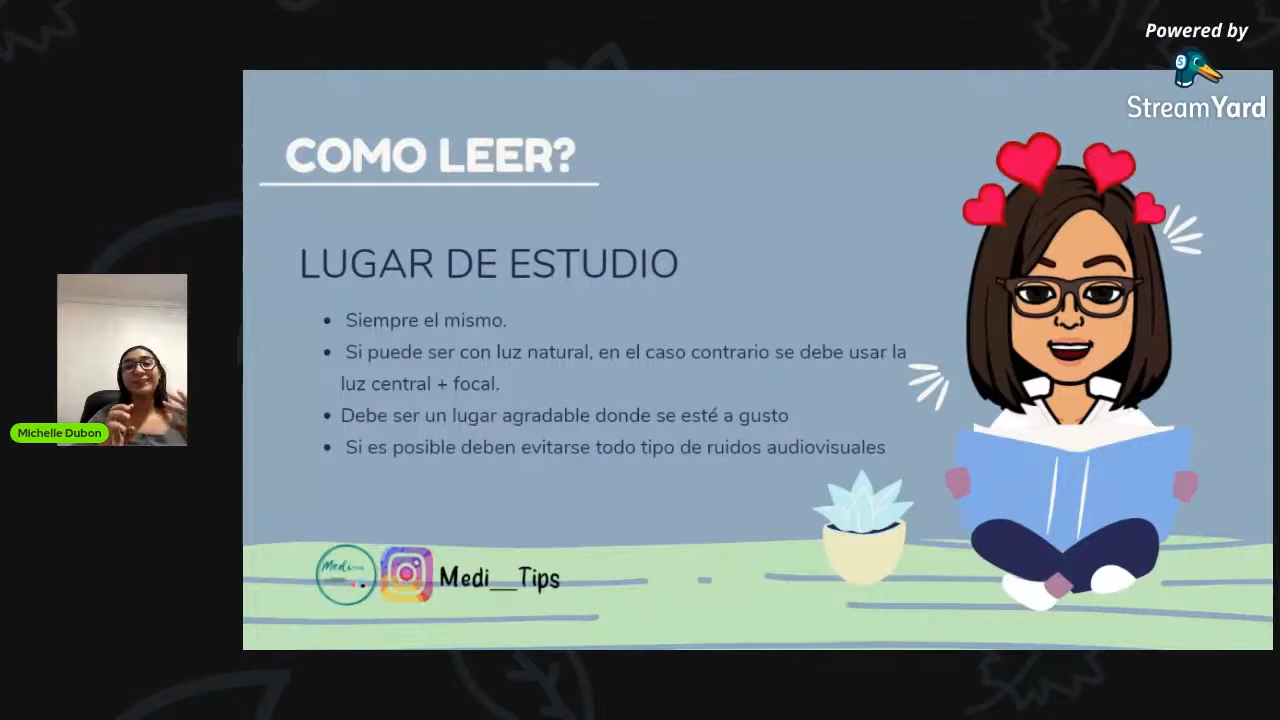 Powered by
StreamYard
COMO LEER?
LUGAR DE ESTUDIO
• Siempre el mismo.
• Si puede ser con luz natural, en el caso contrario se debe usar la
luz central + focal.
• Debe ser un lugar agradable donde se esté a gusto
• Si es posible deben evitarse todo tipo de ruidos audiovisuales
Michelle Dubon
Medi__Tips